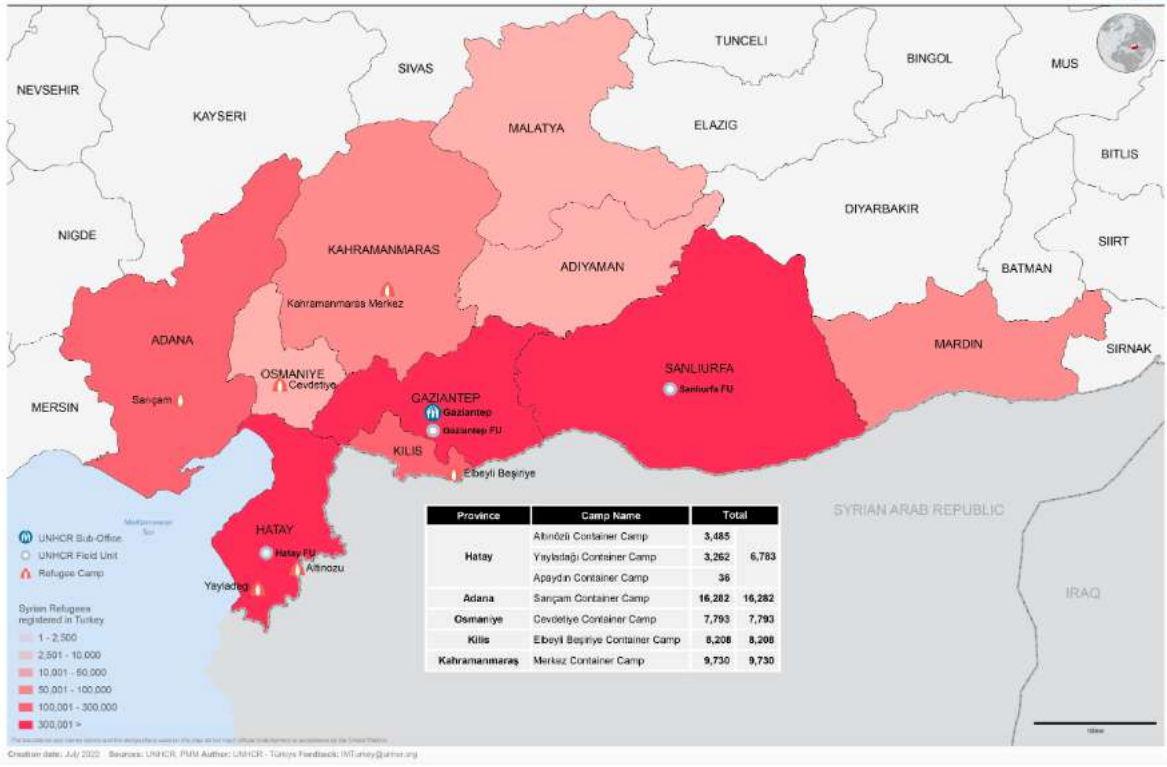 TUNCELI
BINGOL
MUS
SIVAS
NEVSEHIR
KAYSERI
MALATYA
ELAZIG
BITLIS
DIYARBAKIR
NIGDE
SIIRT
KAHRAMANMARAS
ADIYAMAN
BATMAN
Kahramanmaras Merkez
ADANA
MARDIN
SIRNAK
OSMANIYE
SANLIURFA
Cevdetiye
Sanliurfa FU
MERSIN
Sarıçam
GAZIANTEP
Gaziantep
Gaziantep FU
KILIS
Elbeyli Beşiriye
SYRIAN ARAB REPUBLIC
IRAQ
HATAY
Hatay FU
Altinozu
Yayladagi
Province Camp Name Total
Altınözü Container Camp 3,485
Hatay Yayladağı Container Camp 3,262 6,783
Apaydın Container Camp 36
Adana Sarıçam Container Camp 16,282 16,282
Osmaniye Cevdetiye Container Camp 7,793 7,793
Kilis Elbeyli Beşiriye Container Camp 8,208 8,208
Kahramanmaraş Merkez Container Camp 9,730 9,730
Mediterranean
Sea
UNHCR Sub-Office
UNHCR Field Unit
Refugee Camp
Syrian Refugees
registered in Turkey
1 - 2,500
2,501 - 10,000
10,001 - 50,000
50,001 - 100,000
100,001 - 300,000
300,001 >
Creation date: July 2022 Sources: UNHCR, PMM Author: UNHCR - Türkiye Feedback: IMTurkey@unhcr.org